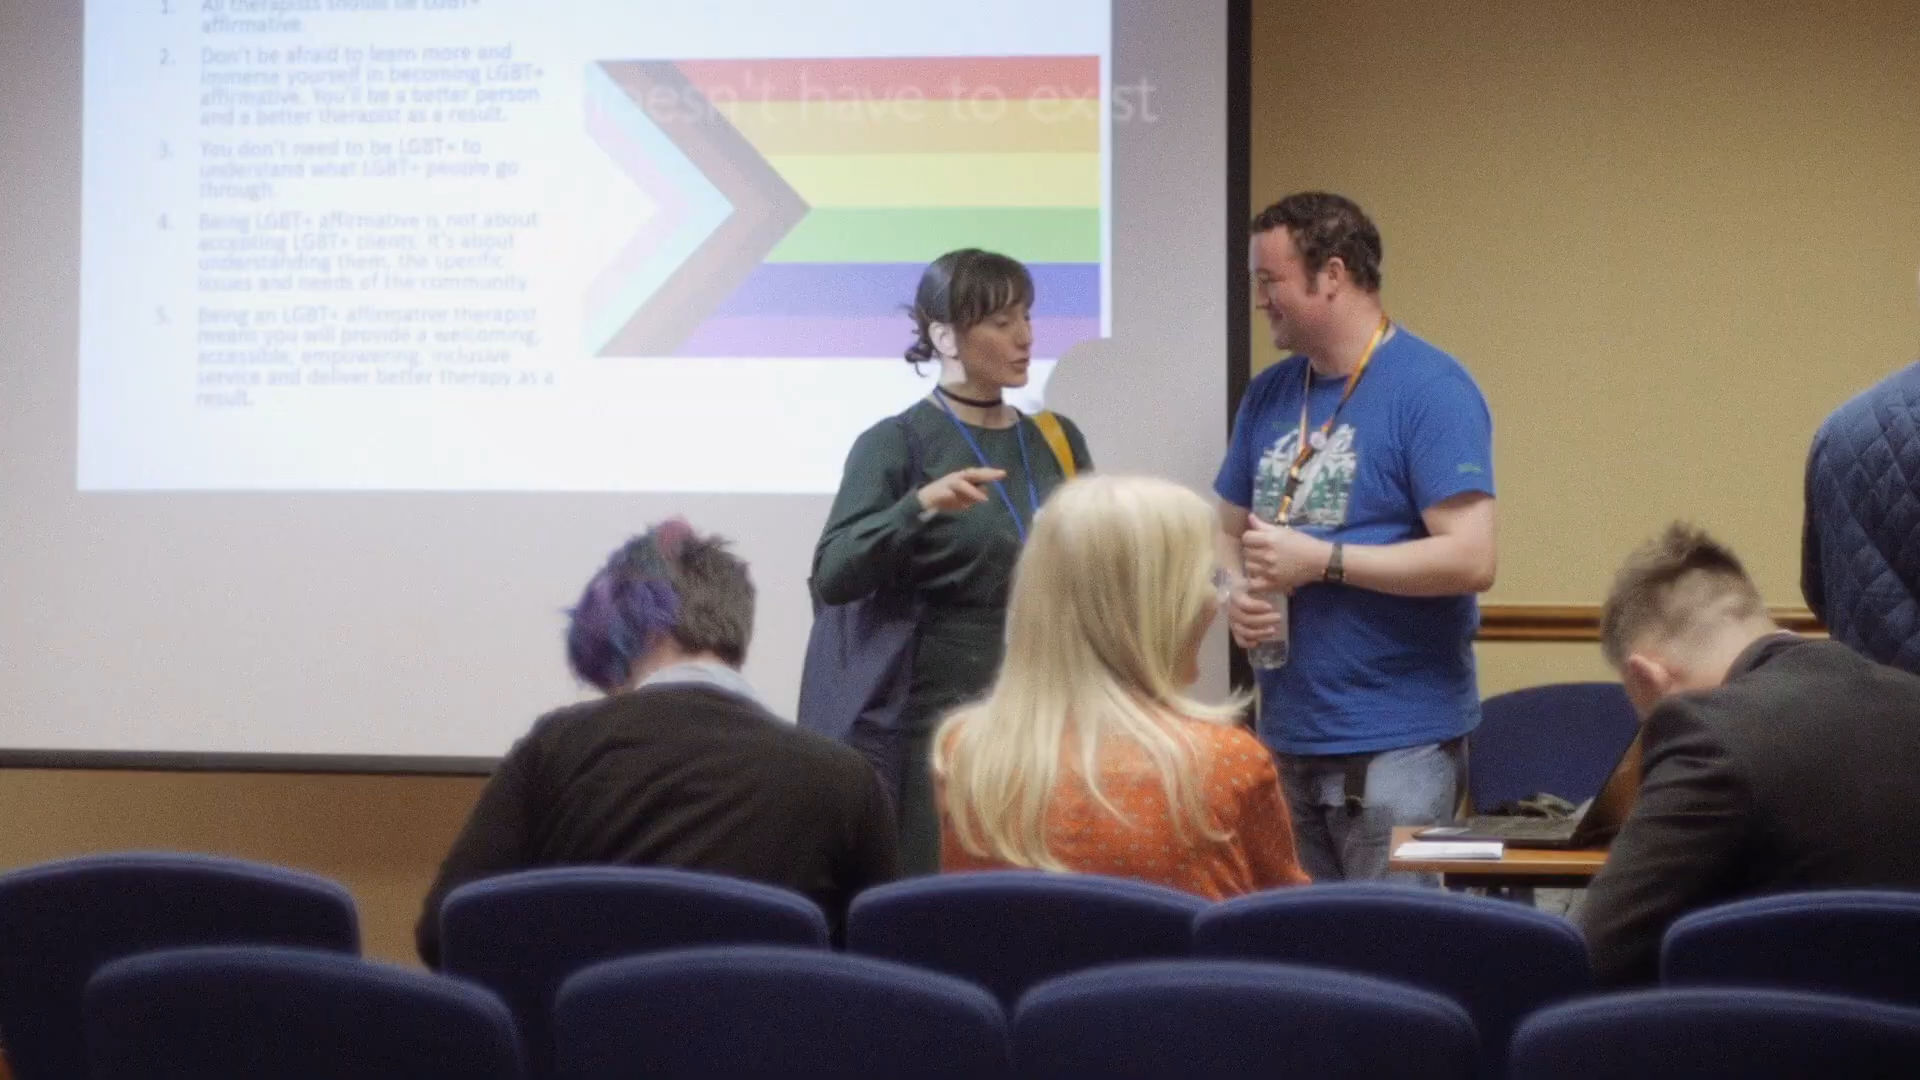 1. All therapists should be LGBT+
affirmative.
2. Don't be afraid to learn more and
immerse yourself in becoming LGBT+
affirmative. You'll be a better person
and a better therapist as a result.
doesn't have to exist
3. You don't need to be LGBT+ to
understand what LGBT+ people go
through.
4. Being LGBT+ affirmative is not about
accepting LGBT+ clients, it's about
understanding them, the specific
issues and needs of the community.
5. Being an LGBT+ affirmative therapist
means you will provide a welcoming,
accessible, empowering, inclusive
service and deliver better therapy as a
result.